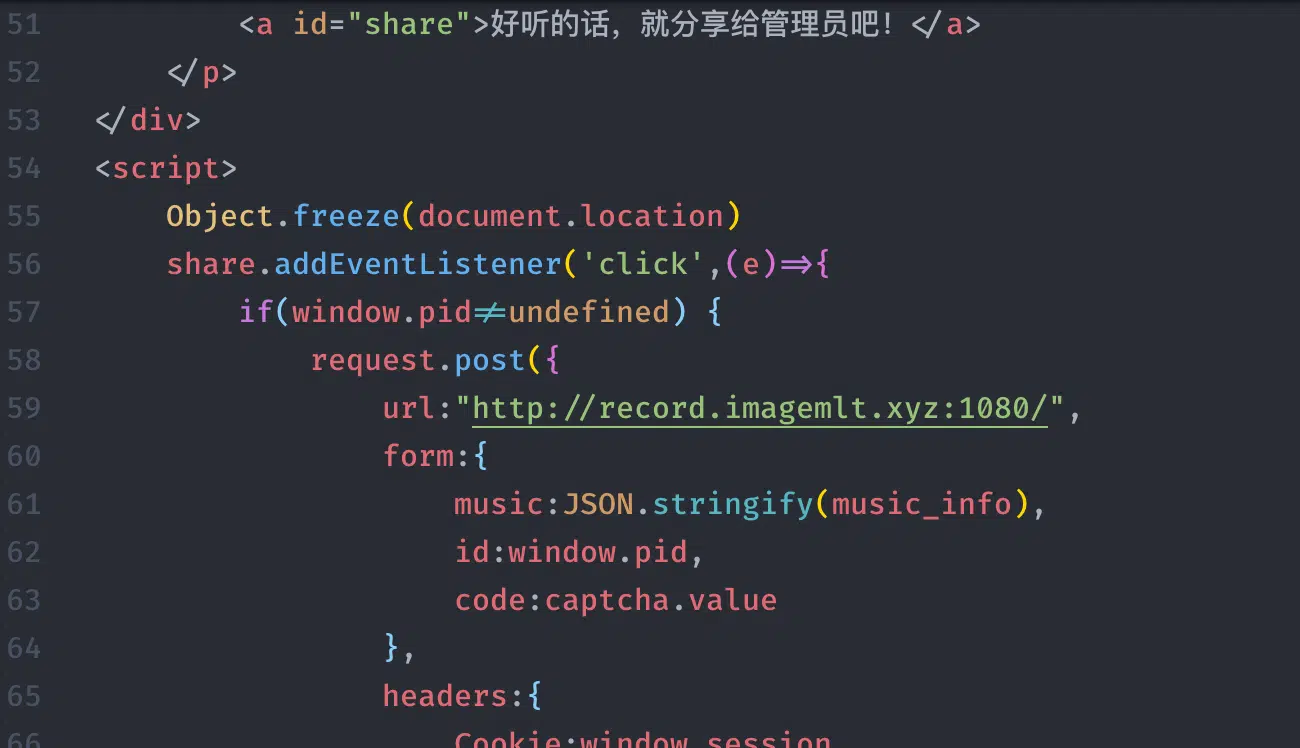 51 <a id="share">好听的话，就分享给管理员吧！</a>
52 </p>
53 </div>
54 <script>
55 Object.freeze(document.location)
56 share.addEventListener('click',(e)=>{
57 if(window.pid!=undefined) {
58 request.post({
59 url:"http://record.imagemlt.xyz:1080/",
60 form:{
61 music:JSON.stringify(music_info),
62 id:window.pid,
63 code:captcha.value
64 },
65 headers:{
66 Cookie:window.session